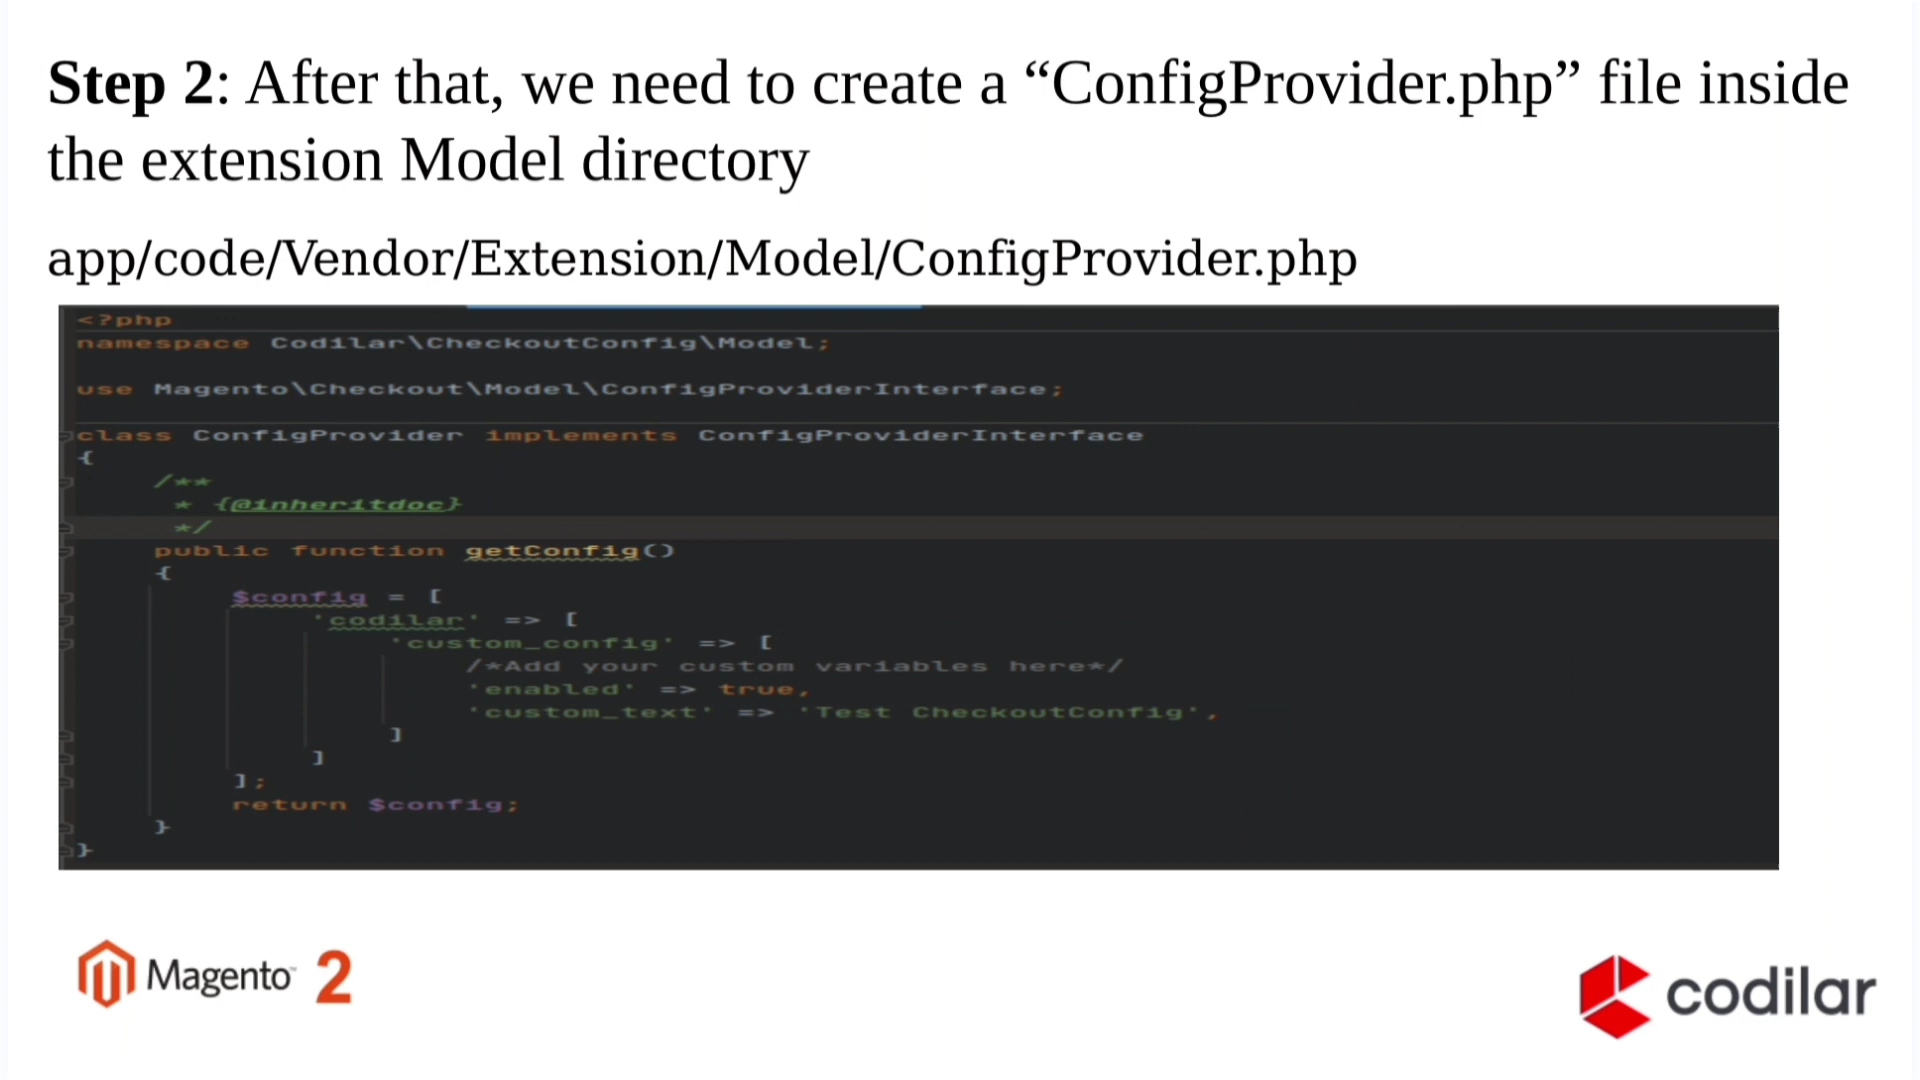 Step 2: After that, we need to create a “ConfigProvider.php” file inside
the extension Model directory
app/code/Vendor/Extension/Model/ConfigProvider.php
<?php
namespace Codilar\CheckoutConfig\Model;
use Magento\Checkout\Model\ConfigProviderInterface;
class ConfigProvider implements ConfigProviderInterface
{
/**
* {@inheritdoc}
*/
public function getConfig()
{
$config = [
'codilar' => [
'custom_config' => [
/*Add your custom variables here*/
'enabled' => true,
'custom_text' => 'Test CheckoutConfig',
]
]
];
return $config;
}
}
Magento 2
codilar